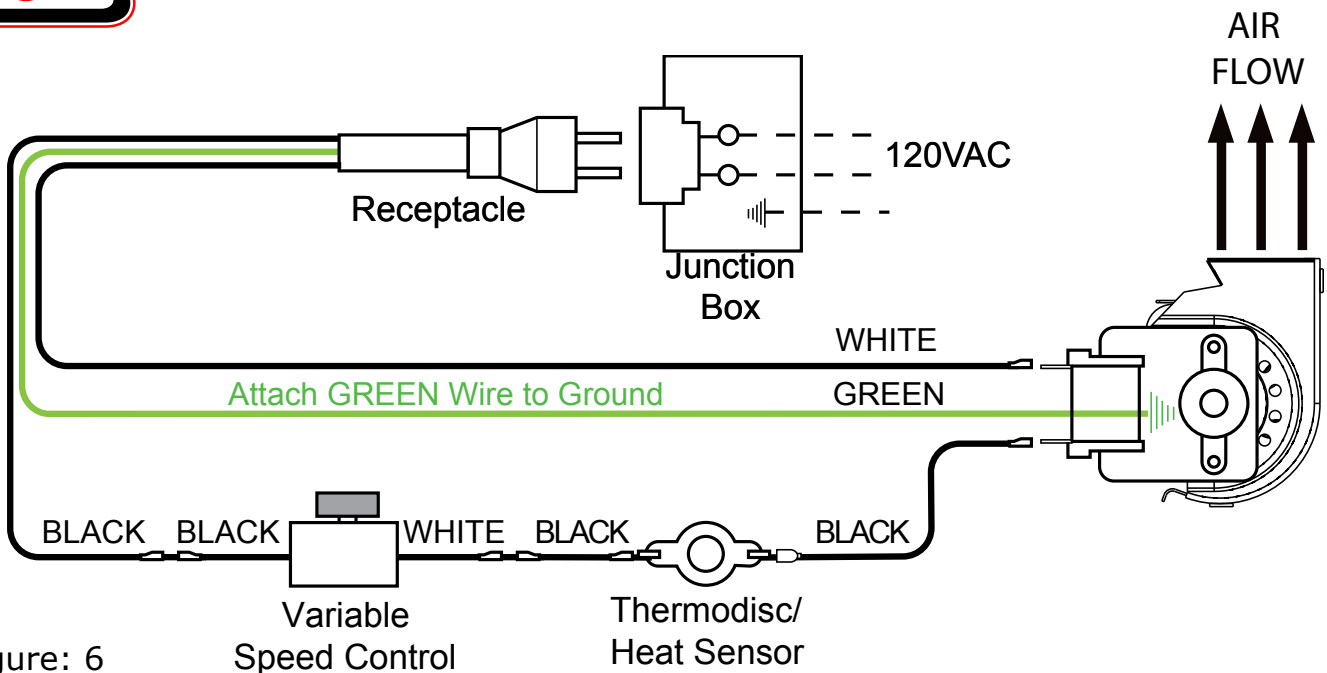 AIR
FLOW
120VAC
Receptacle
Junction
Box
WHITE
Attach GREEN Wire to Ground
GREEN
BLACK
BLACK
WHITE
BLACK
BLACK
Variable
Speed Control
Thermodisc/
Heat Sensor
gure: 6